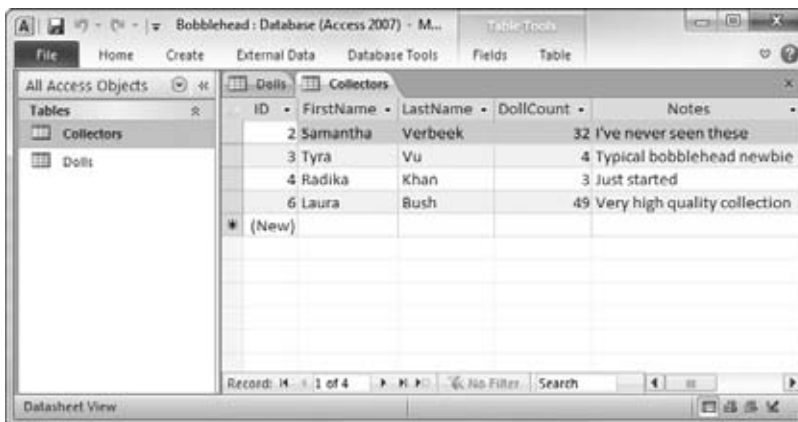 Bobblehead : Database (Access 2007) - M...
Table Tools
File Home Create External Data Database Tools Fields Table
All Access Objects
Dolls
Collectors
Tables
Collectors
Dolls
ID FirstName LastName DollCount Notes
2 Samantha Verbeek 32 I've never seen these
3 Tyra Vu 4 Typical bobblehead newbie
4 Radika Khan 3 Just started
6 Laura Bush 49 Very high quality collection
(New)
Record: 1 of 4 No Filter Search
Datasheet View